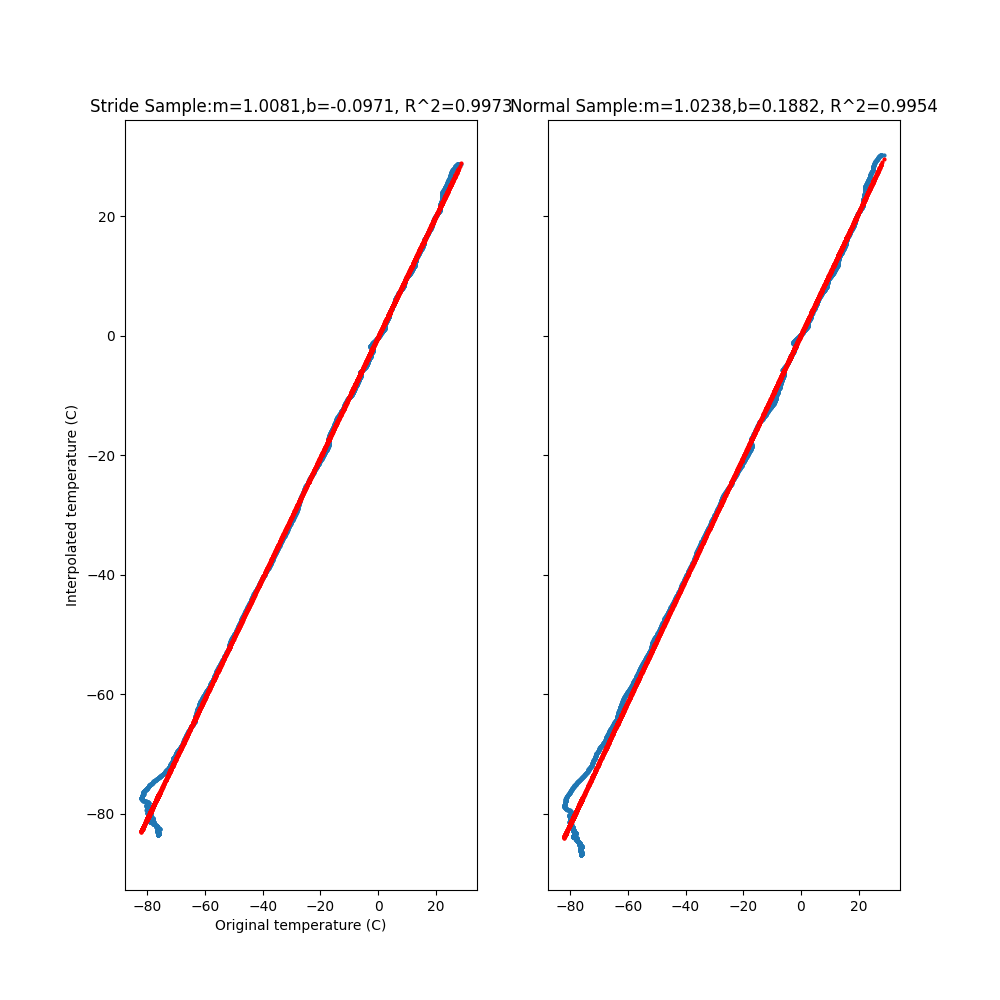 Stride Sample:m=1.0081,b=-0.0971, R^2=0.9973
Normal Sample:m=1.0238,b=0.1882, R^2=0.9954
Interpolated temperature (C)
20
0
−20
−40
−60
−80
−80 −60 −40 −20 0 20
−80 −60 −40 −20 0 20
Original temperature (C)